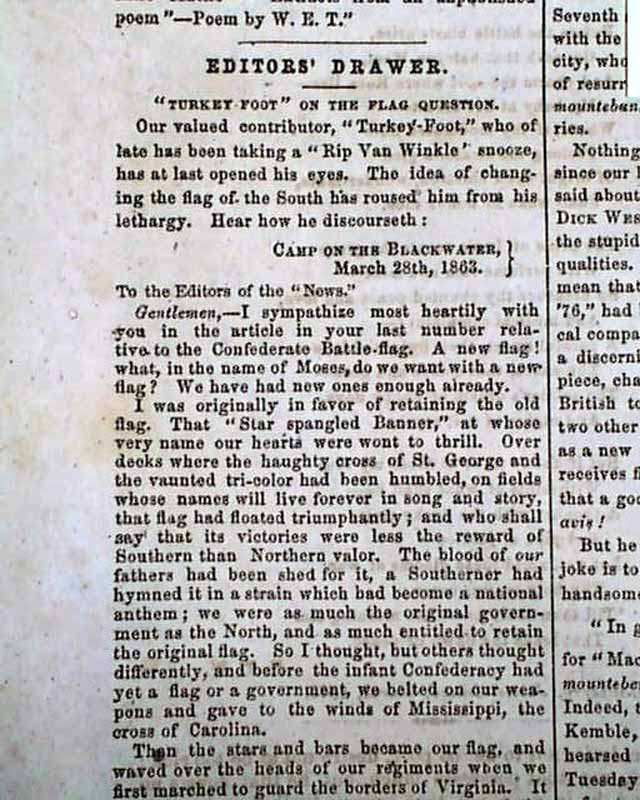 poem"—Poem by W. E. T."
EDITORS' DRAWER.
"TURKEY-FOOT" ON THE FLAG QUESTION.
Our valued contributor, "Turkey-Foot," who of
late has been taking a "Rip Van Winkle' snooze,
has at last opened his eyes. The idea of chang-
ing the flag of the South has roused him from his
lethargy. Hear how he discourseth:
CAMP ON THE BLACKWATER, }
March 28th, 1863.
To the Editors of the "News."
Gentlemen,—I sympathize most heartily with
you in the article in your last number rela-
tive to the Confederate Battle-flag. A new flag!
what, in the name of Moses, do we want with a new
flag? We have had new ones enough already.
I was originally in favor of retaining the old
flag. That "Star spangled Banner," at whose
very name our hearts were wont to thrill. Over
decks where the haughty cross of St. George and
the vaunted tri-color had been humbled, on fields
whose names will live forever in song and story,
that flag had floated triumphantly; and who shall
say that its victories were less the reward of
Southern than Northern valor. The blood of our
fathers had been shed for it, a Southerner had
hymned it in a strain which had become a national
anthem; we were as much the original govern-
ment as the North, and as much entitled to retain
the original flag. So I thought, but others thought
differently, and before the infant Confederacy had
yet a flag or a government, we belted on our wea-
pons and gave to the winds of Mississippi, the
cross of Carolina.
Then the stars and bars became our flag, and
waved over the heads of our regiments when we
first marched to guard the borders of Virginia. It
Seventh
with the
city, who
of resurr
mounteban
ries.
Nothing
since our
said about
DICK WES
the stupid
qualities.
mean that
'76," had
cal compa
a discerni
piece, cha
British to
two other
as a new
receives fi
that a goo
avis!
But he
joke is to
handsome
"In g
for "Mac
mounteba
Indeed, t
Kemble,
hearsed
Tuesday